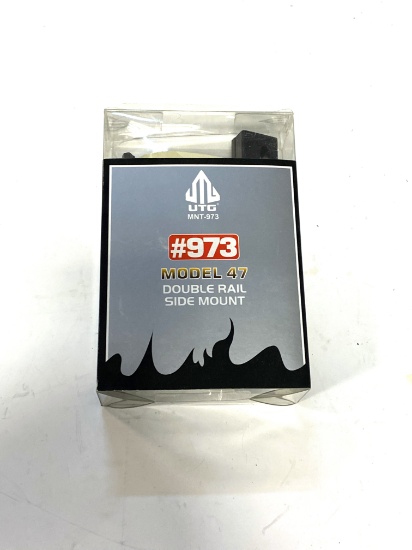 UTG
MNT-973
#973
MODEL 47
DOUBLE RAIL
SIDE MOUNT